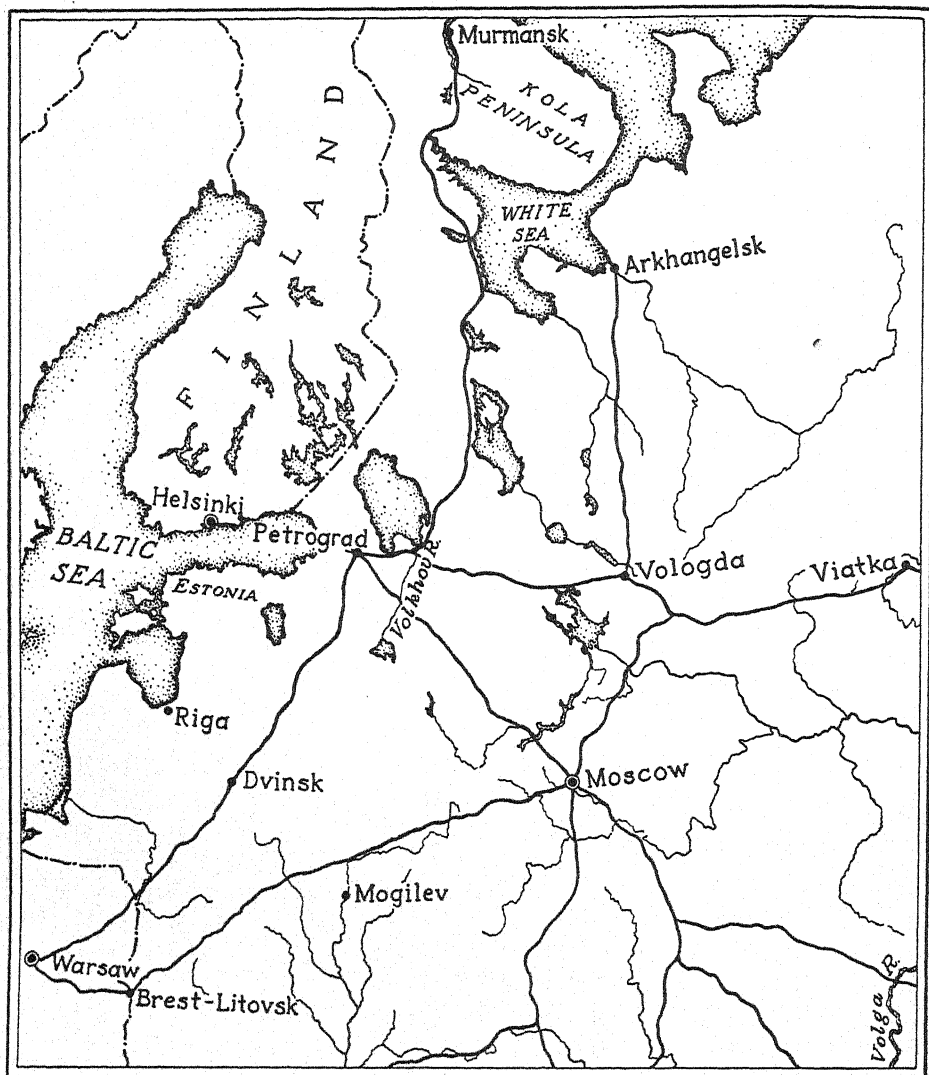 Murmansk
KOLA
PENINSULA
FINLAND
WHITE
SEA
Arkhangelsk
Helsinki
Petrograd
BALTIC
SEA
ESTONIA
Volkhov R.
Vologda
Viatka
Riga
Dvinsk
Moscow
Mogilev
Warsaw
Brest-Litovsk
Volga R.